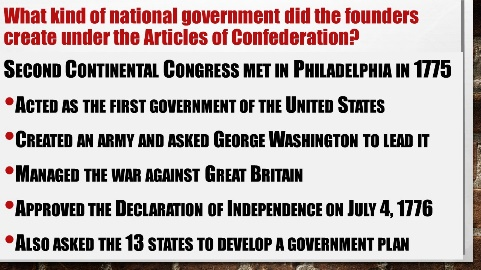 What kind of national government did the founders
create under the Articles of Confederation?
Second Continental Congress met in Philadelphia in 1775
•Acted as the first government of the United States
•Created an army and asked George Washington to lead it
•Managed the war against Great Britain
•Approved the Declaration of Independence on July 4, 1776
•Also asked the 13 states to develop a government plan